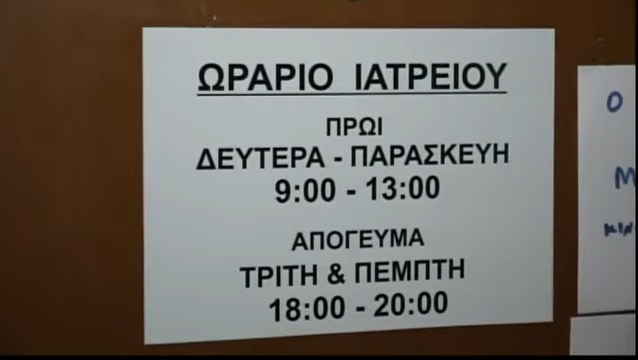 ΩΡΑΡΙΟ ΙΑΤΡΕΙΟΥ
ΠΡΩΙ
ΔΕΥΤΕΡΑ - ΠΑΡΑΣΚΕΥΗ
9:00 - 13:00
ΑΠΟΓΕΥΜΑ
ΤΡΙΤΗ & ΠΕΜΠΤΗ
18:00 - 20:00
Ο